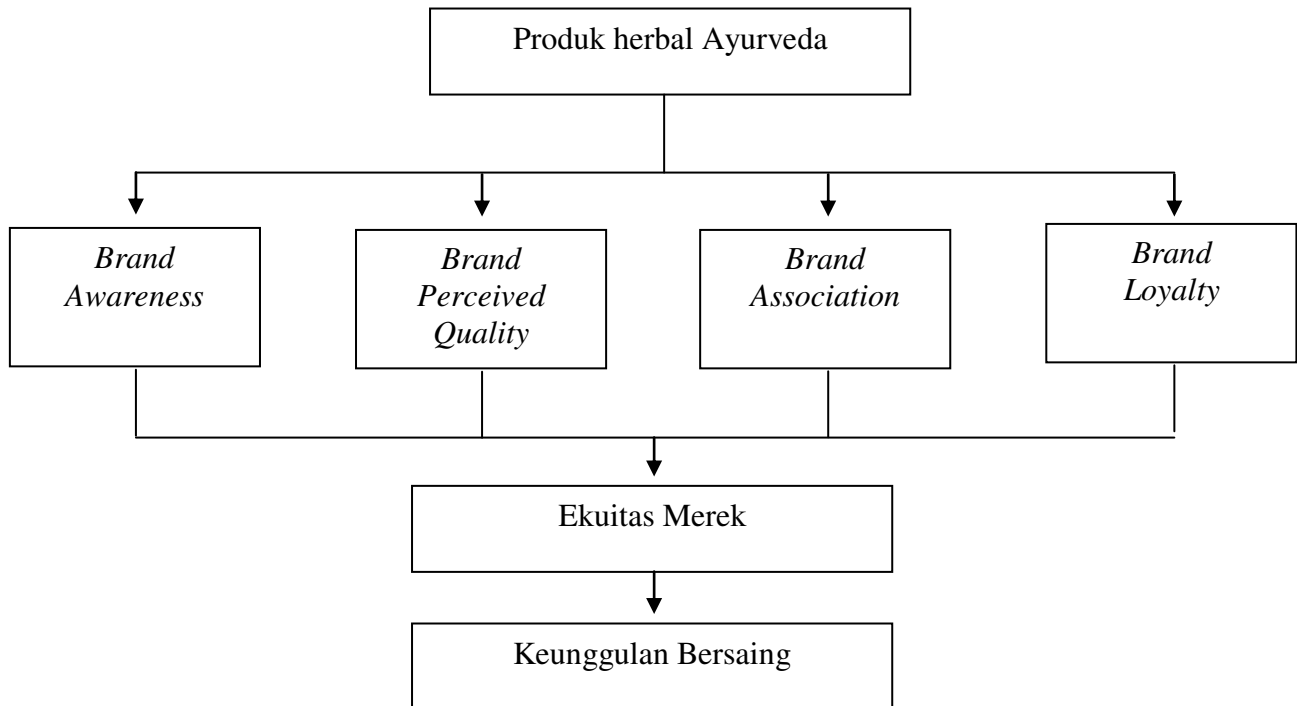 Produk herbal Ayurveda
Brand
Awareness
Brand
Perceived
Quality
Brand
Association
Brand
Loyalty
Ekuitas Merek
Keunggulan Bersaing